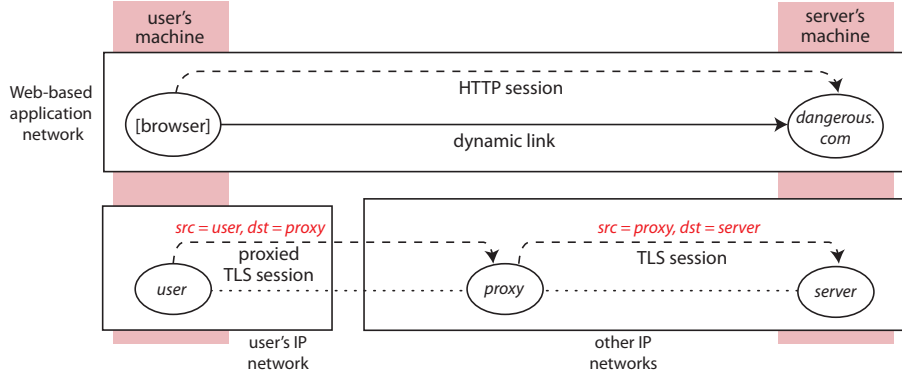 user's
machine
server's
machine
Web-based
application
network
HTTP session
[browser]
dynamic link
dangerous.
com
src = user, dst = proxy
src = proxy, dst = server
proxied
TLS session
TLS session
user
proxy
server
user's IP
network
other IP
networks